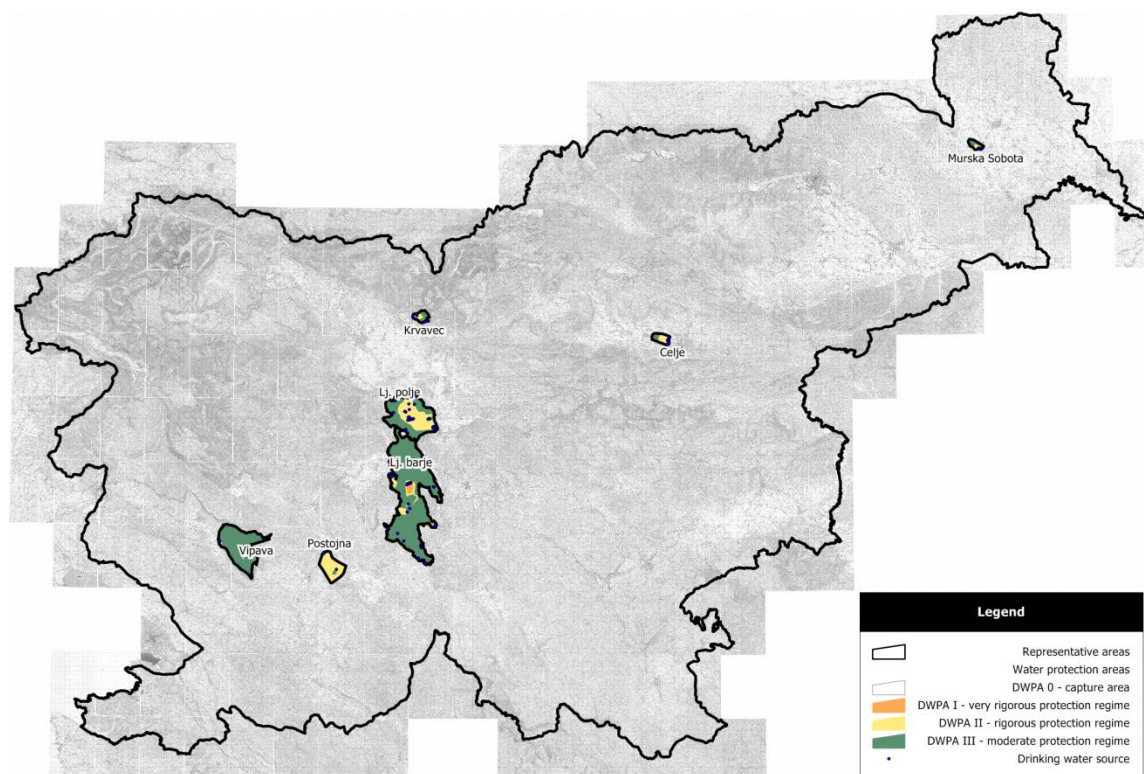 Murska Sobota
Krvavec
Celje
Lj. polje
Lj. barje
Postojna
Vipava
Legend
Representative areas
Water protection areas
DWPA 0 - capture area
DWPA I - very rigorous protection regime
DWPA II - rigorous protection regime
DWPA III - moderate protection regime
Drinking water source